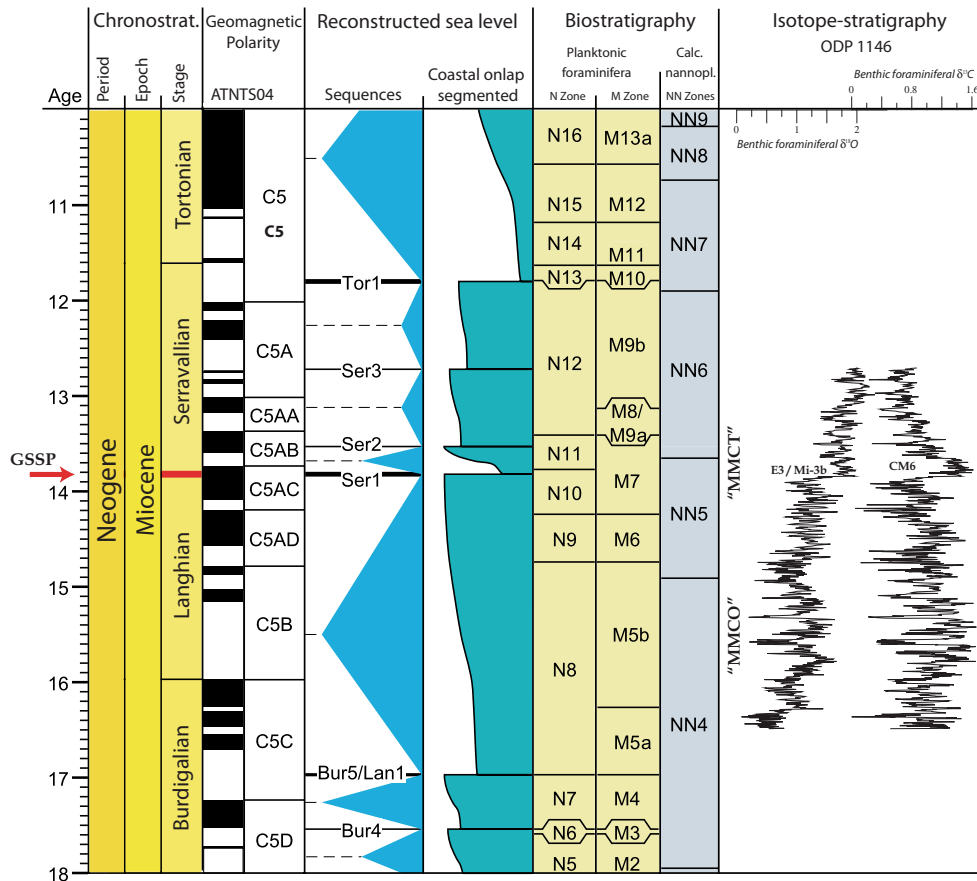 Chronostrat.
Geomagnetic
Polarity
Reconstructed sea level
Biostratigraphy
Isotope-stratigraphy
ODP 1146
Age
Period
Epoch
Stage
ATNTS04
Sequences
Coastal onlap
segmented
Planktonic
foraminifera
N Zone
M Zone
Calc.
nannopl.
NN Zones
Benthic foraminiferal δ¹³C
0 0.8 1.6
0 1 2
Benthic foraminiferal δ¹⁸O
11
12
13
14
15
16
17
18
GSSP
Neogene
Miocene
Tortonian
Serravallian
Langhian
Burdigalian
C5
C5
C5A
C5AA
C5AB
C5AC
C5AD
C5B
C5C
C5D
Tor1
Ser3
Ser2
Ser1
Bur5/Lan1
Bur4
N16
N15
N14
N13
N12
N11
N10
N9
N8
N7
N6
N5
M13a
M12
M11
M10
M9b
M8/
M9a
M7
M6
M5b
M5a
M4
M3
M2
NN9
NN8
NN7
NN6
NN5
NN4
"MMCT"
"MMCO"
E3 / Mi-3b
CM6